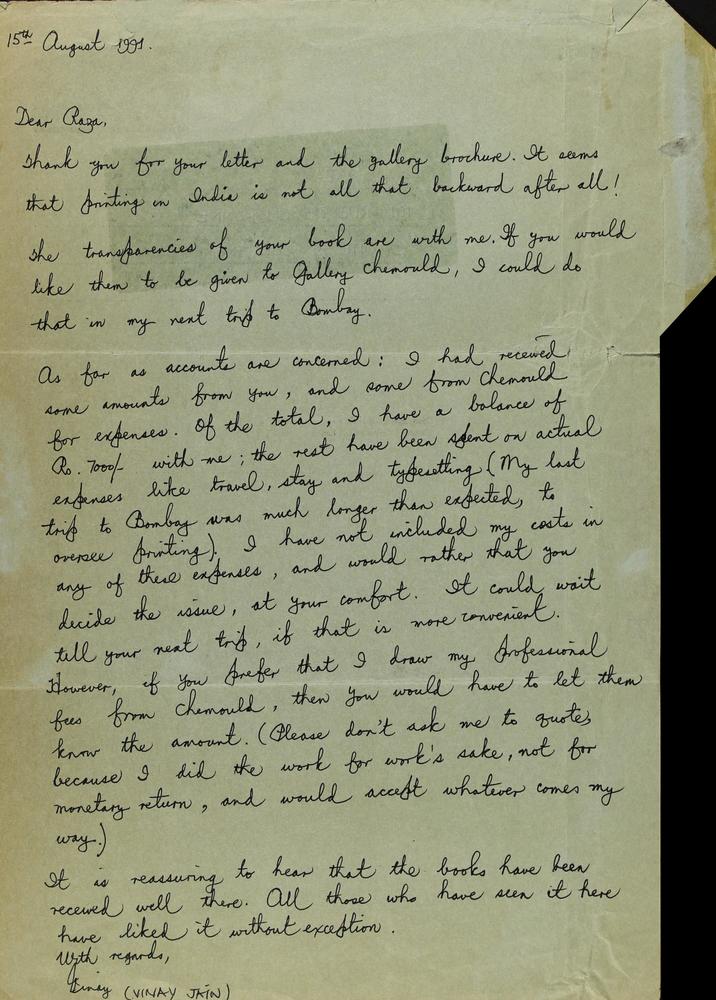 15th August 1991.
Dear Raza,
Thank you for your letter and the gallery brochure. It seems
that printing in India is not all that backward after all!
The transparencies of your book are with me. If you would
like them to be given to Gallery Chemould, I could do
that in my next trip to Bombay.
As far as accounts are concerned: I had received
some amounts from you, and some from Chemould
for expenses. Of the total, I have a balance of
Rs. 7000/- with me; the rest have been spent on actual
expenses like travel, stay and typesetting (My last
trip to Bombay was much longer than expected, to
oversee printing). I have not included my costs in
any of these expenses, and would rather that you
decide the issue, at your comfort. It could wait
till your next trip, if that is more convenient.
However, if you prefer that I draw my professional
fees from Chemould, then you would have to let them
know the amount. (Please don't ask me to quote,
because I did the work for work's sake, not for
monetary return, and would accept whatever comes my
way.)
It is reassuring to hear that the books have been
received well there. All those who have seen it here
have liked it without exception.
With regards,
Vinay (VINAY JAIN)